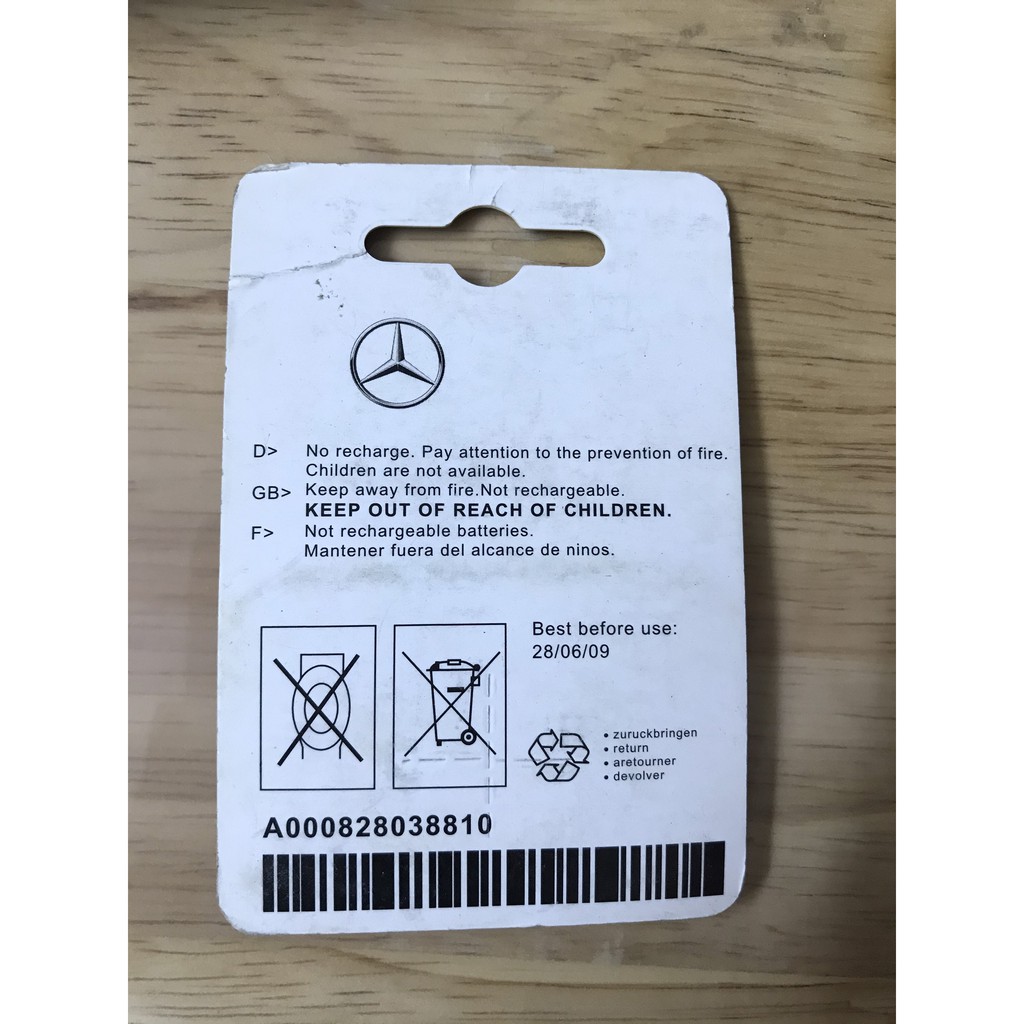 D> No recharge. Pay attention to the prevention of fire.
Children are not available.
GB> Keep away from fire.Not rechargeable.
KEEP OUT OF REACH OF CHILDREN.
F> Not rechargeable batteries.
Mantener fuera del alcance de ninos.
Best before use:
28/06/09
• zuruckbringen
• return
• aretourner
• devolver
A000828038810